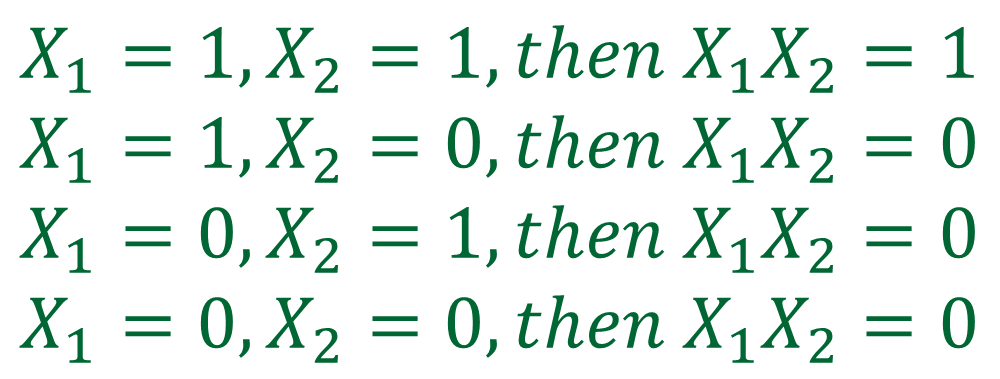 X₁ = 1, X₂ = 1, then X₁X₂ = 1
X₁ = 1, X₂ = 0, then X₁X₂ = 0
X₁ = 0, X₂ = 1, then X₁X₂ = 0
X₁ = 0, X₂ = 0, then X₁X₂ = 0